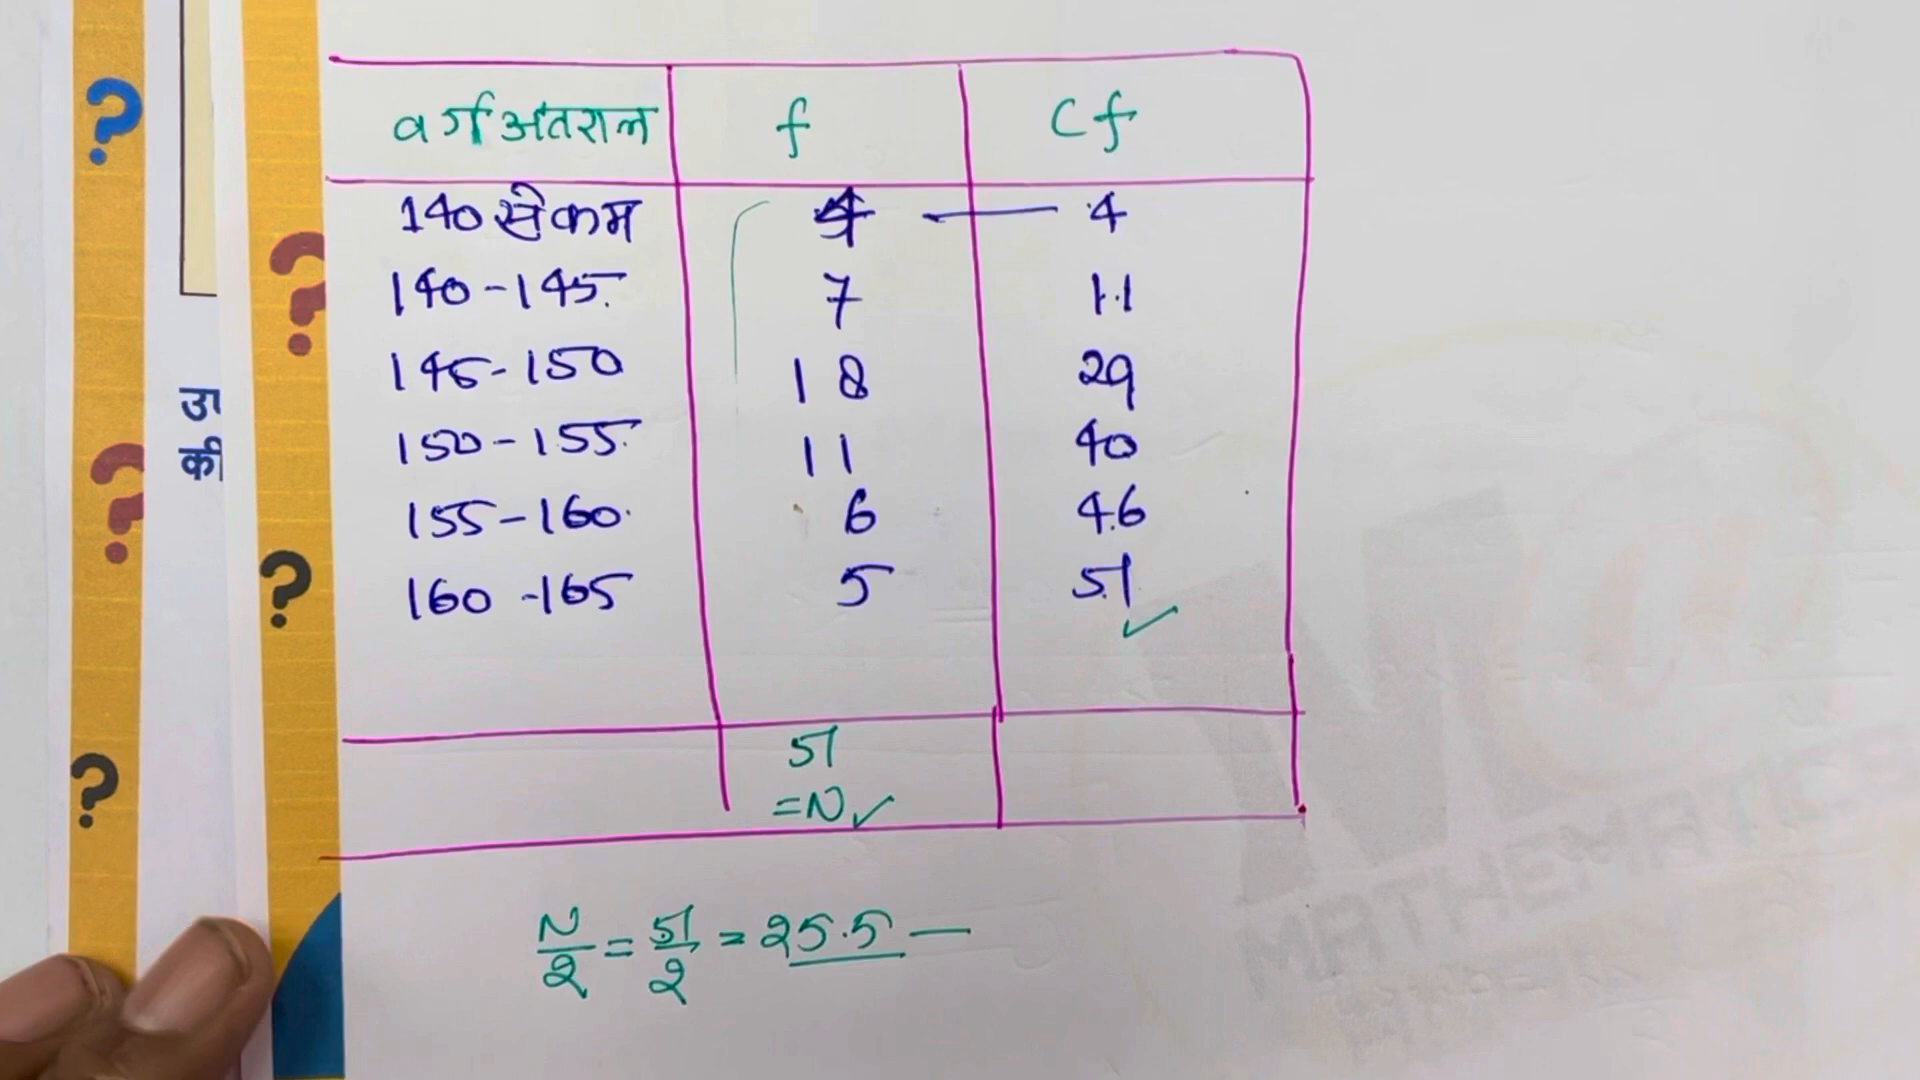 वर्गअंतराल f Cf
140 से कम 4 4
140-145 7 11
145-150 18 29
150-155 11 40
155-160 6 46
160-165 5 51
51
=N✓
N/2 = 51/2 = 25.5 —
उ
की